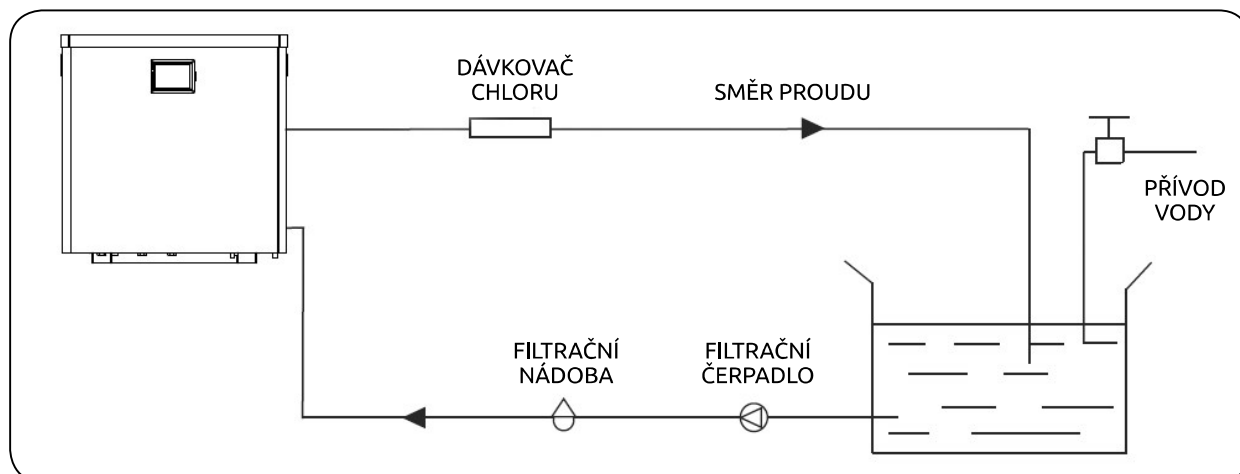 DÁVKOVAČ
CHLORU
SMĚR PROUDU
PŘÍVOD
VODY
FILTRAČNÍ
NÁDOBA
FILTRAČNÍ
ČERPADLO